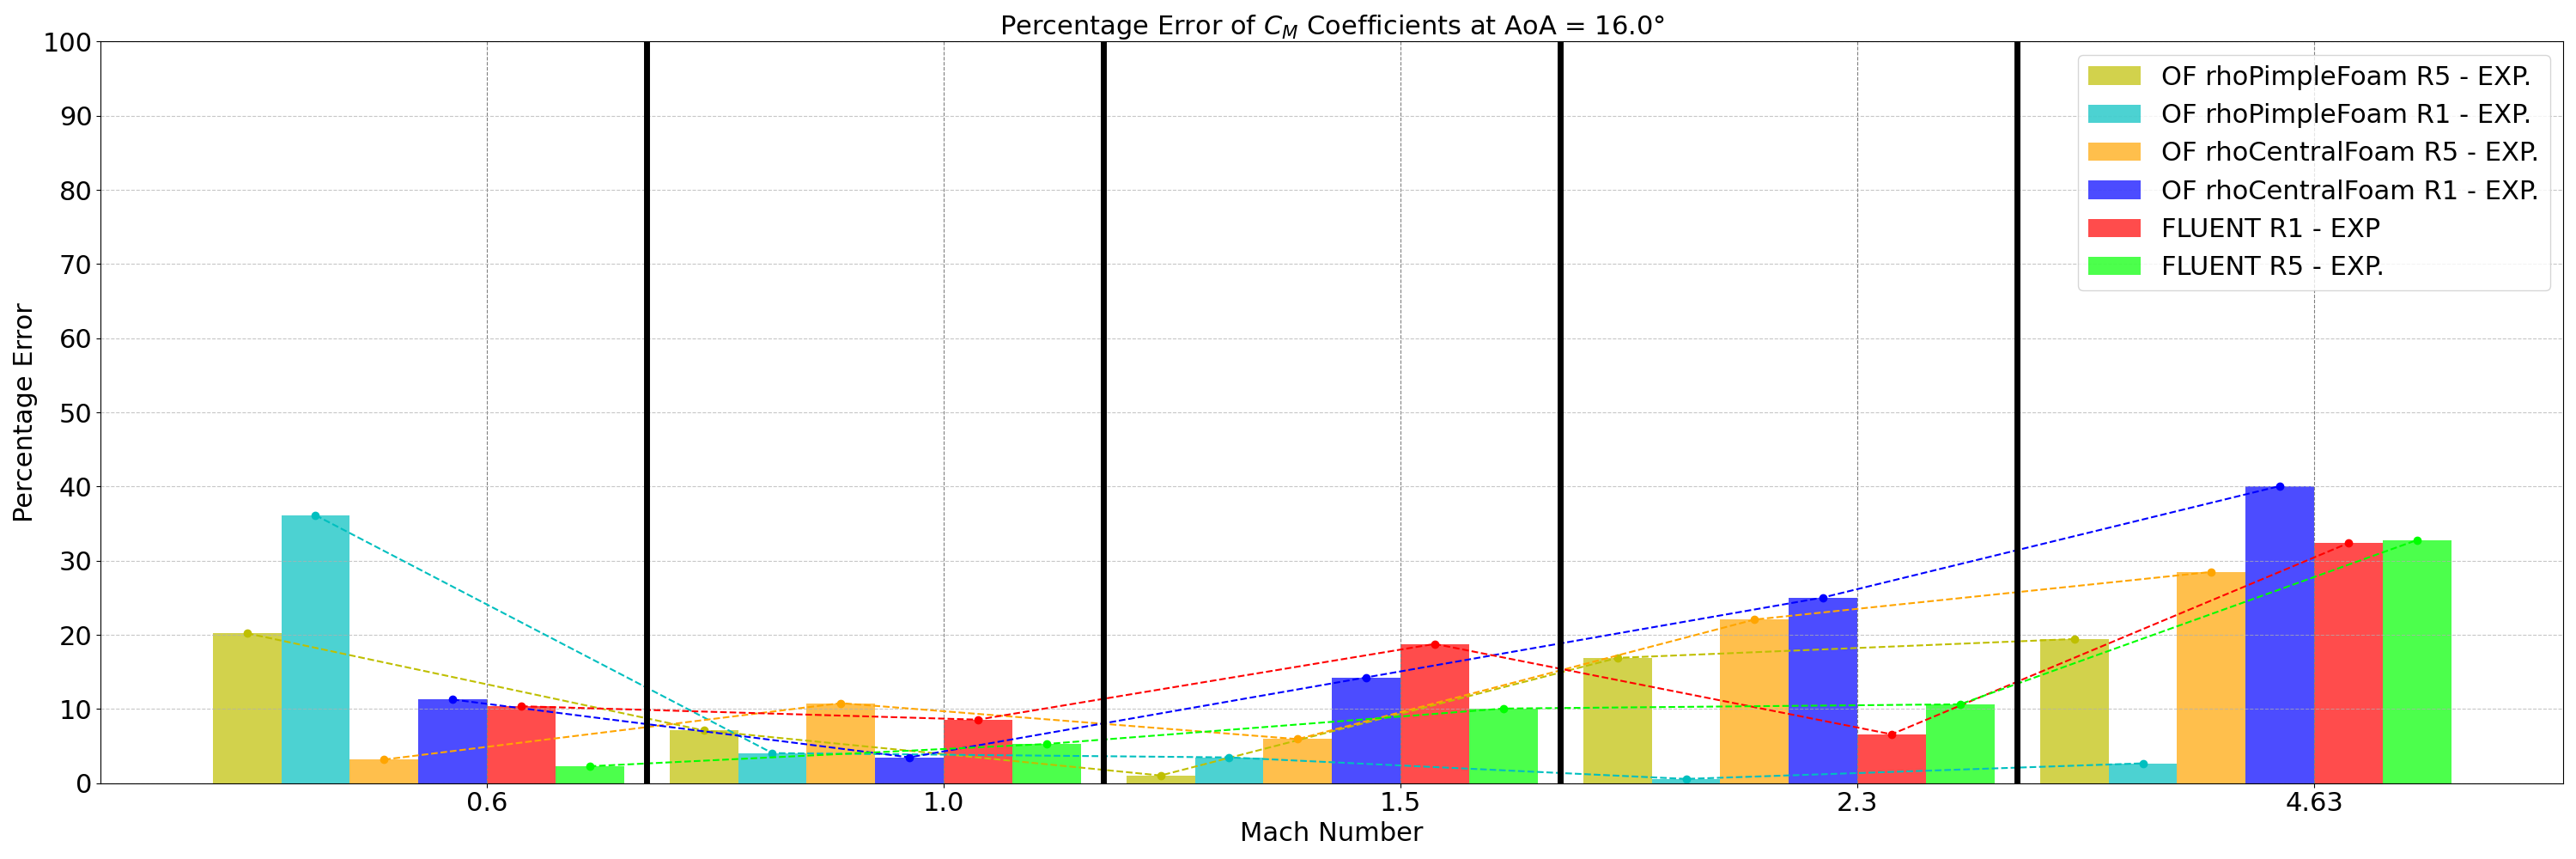 Percentage Error of C_M Coefficients at AoA = 16.0°
100
90
80
70
60
50
40
30
20
10
0
Percentage Error
OF rhoPimpleFoam R5 - EXP.
OF rhoPimpleFoam R1 - EXP.
OF rhoCentralFoam R5 - EXP.
OF rhoCentralFoam R1 - EXP.
FLUENT R1 - EXP
FLUENT R5 - EXP.
0.6 1.0 1.5 2.3 4.63
Mach Number